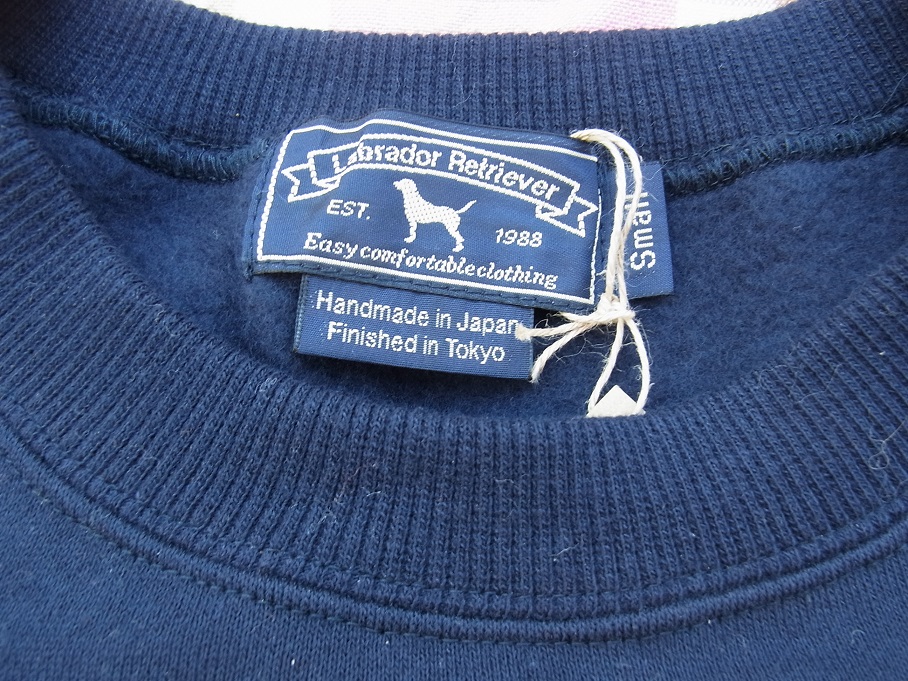 Labrador Retriever
EST.
1988
Easy comfortable clothing
Small
Handmade in Japan
Finished in Tokyo